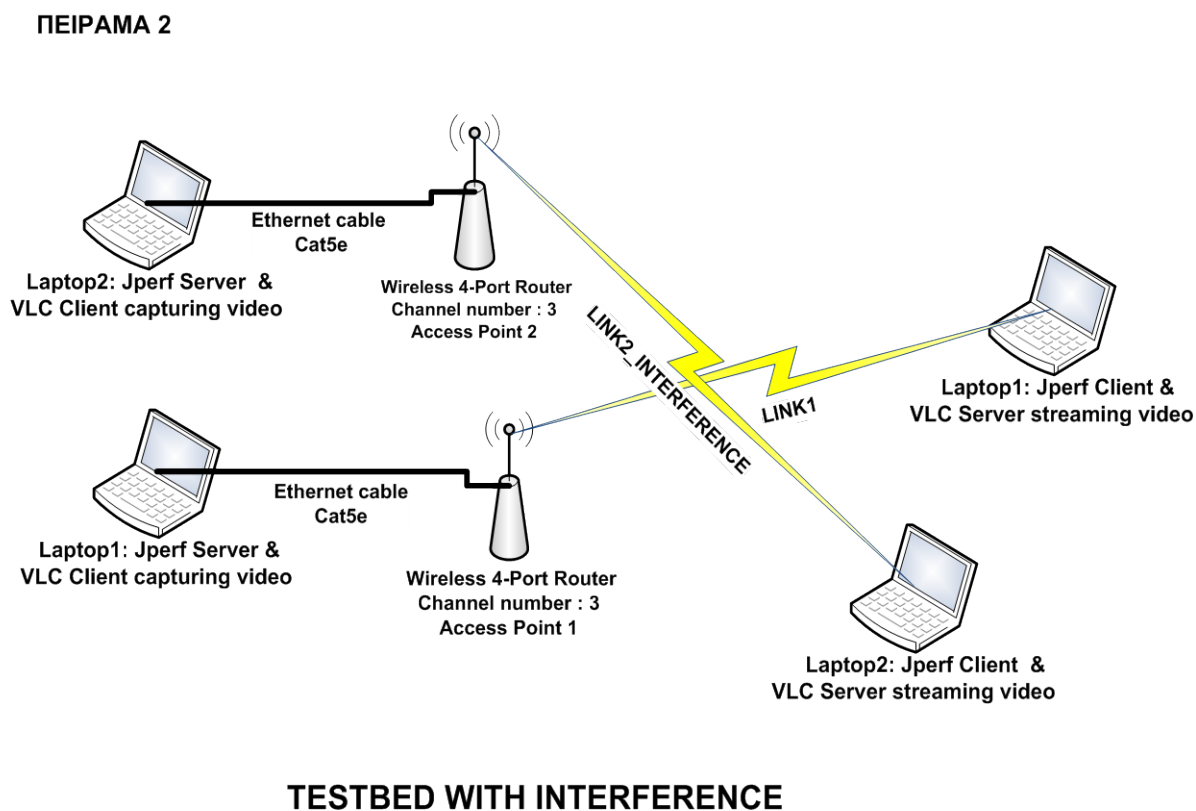 ΠΕΙΡΑΜΑ 2
Ethernet cable
Cat5e
Laptop2: Jperf Server &
VLC Client capturing video
Wireless 4-Port Router
Channel number : 3
Access Point 2
LINK2_INTERFERENCE
LINK1
Laptop1: Jperf Client &
VLC Server streaming video
Ethernet cable
Cat5e
Laptop1: Jperf Server &
VLC Client capturing video
Wireless 4-Port Router
Channel number : 3
Access Point 1
Laptop2: Jperf Client &
VLC Server streaming video
TESTBED WITH INTERFERENCE